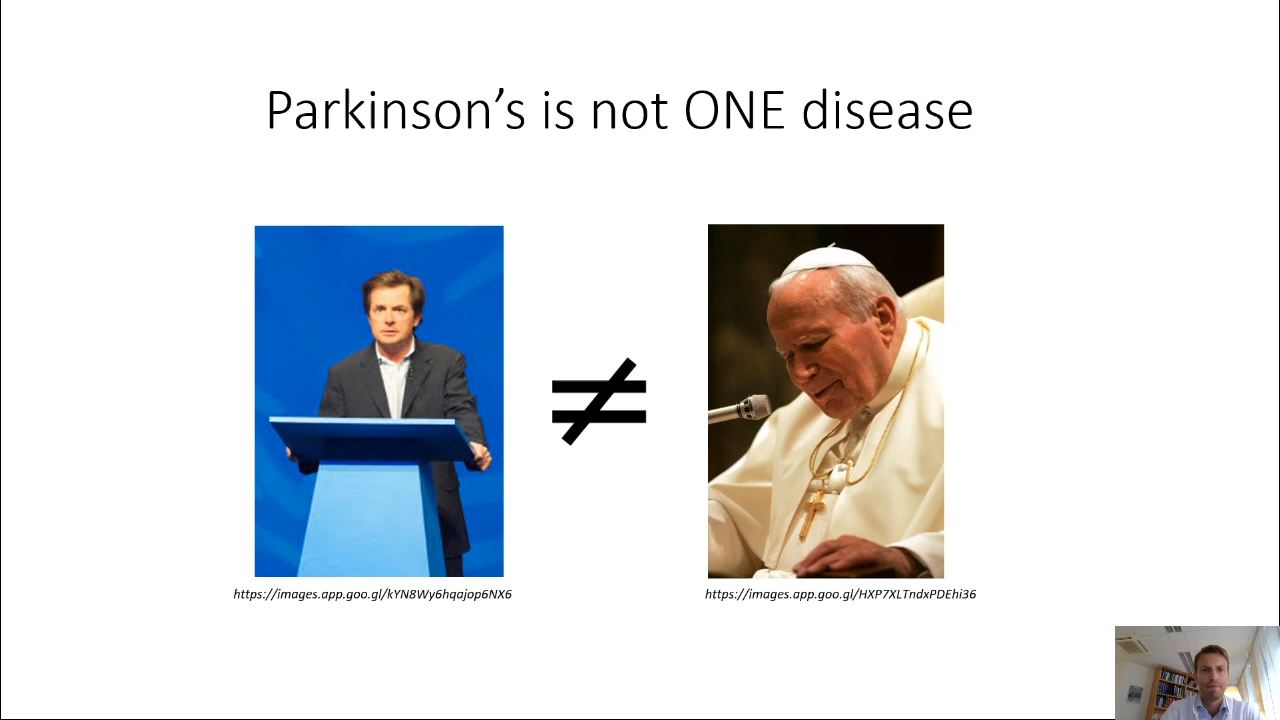 Parkinson’s is not ONE disease
≠
https://images.app.goo.gl/kYN8Wy6hqajop6NX6
https://images.app.goo.gl/HXP7XLTndxPDEhi36